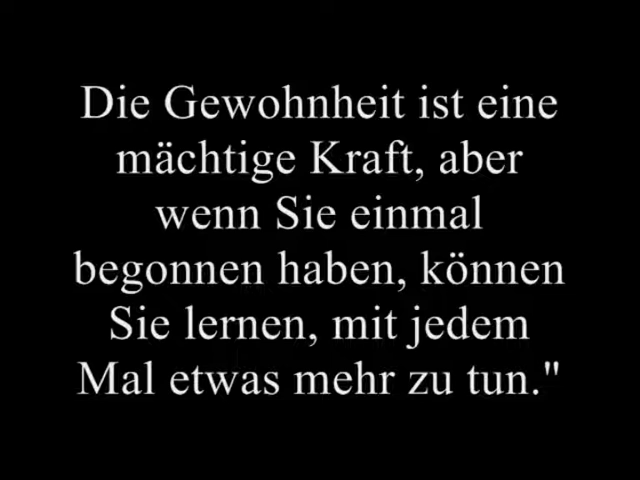 Die Gewohnheit ist eine
mächtige Kraft, aber
wenn Sie einmal
begonnen haben, können
Sie lernen, mit jedem
Mal etwas mehr zu tun."